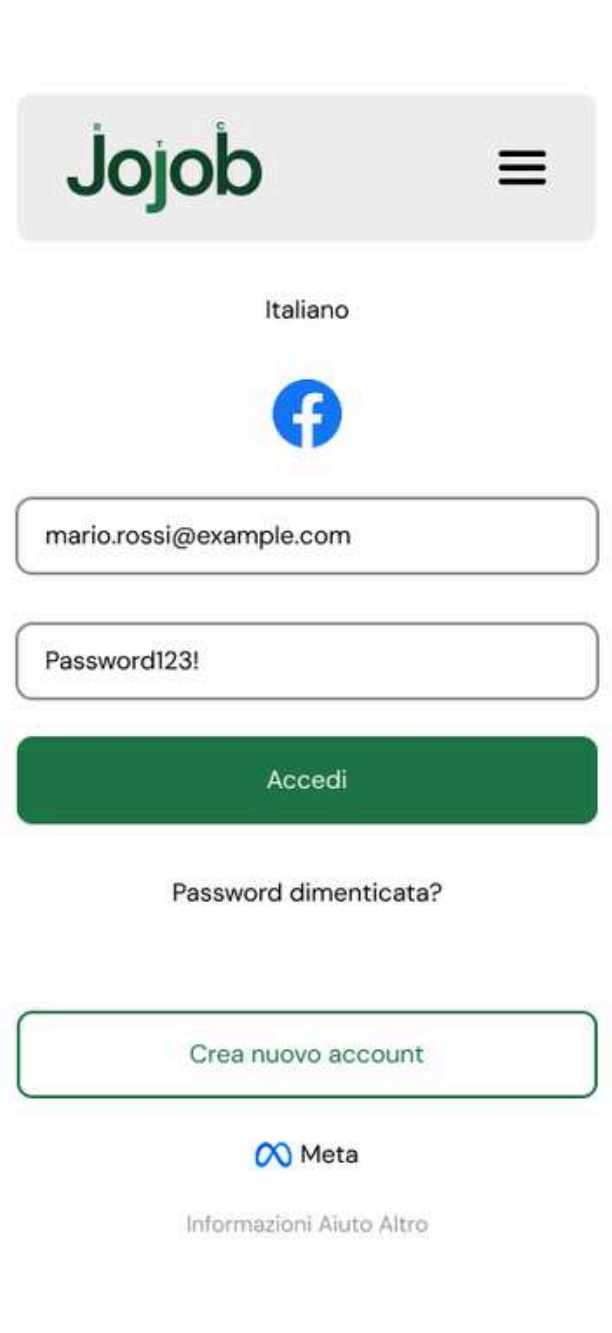 R T C
Jojob
Italiano
mario.rossi@example.com
Password123!
Accedi
Password dimenticata?
Crea nuovo account
Meta
Informazioni Aiuto Altro